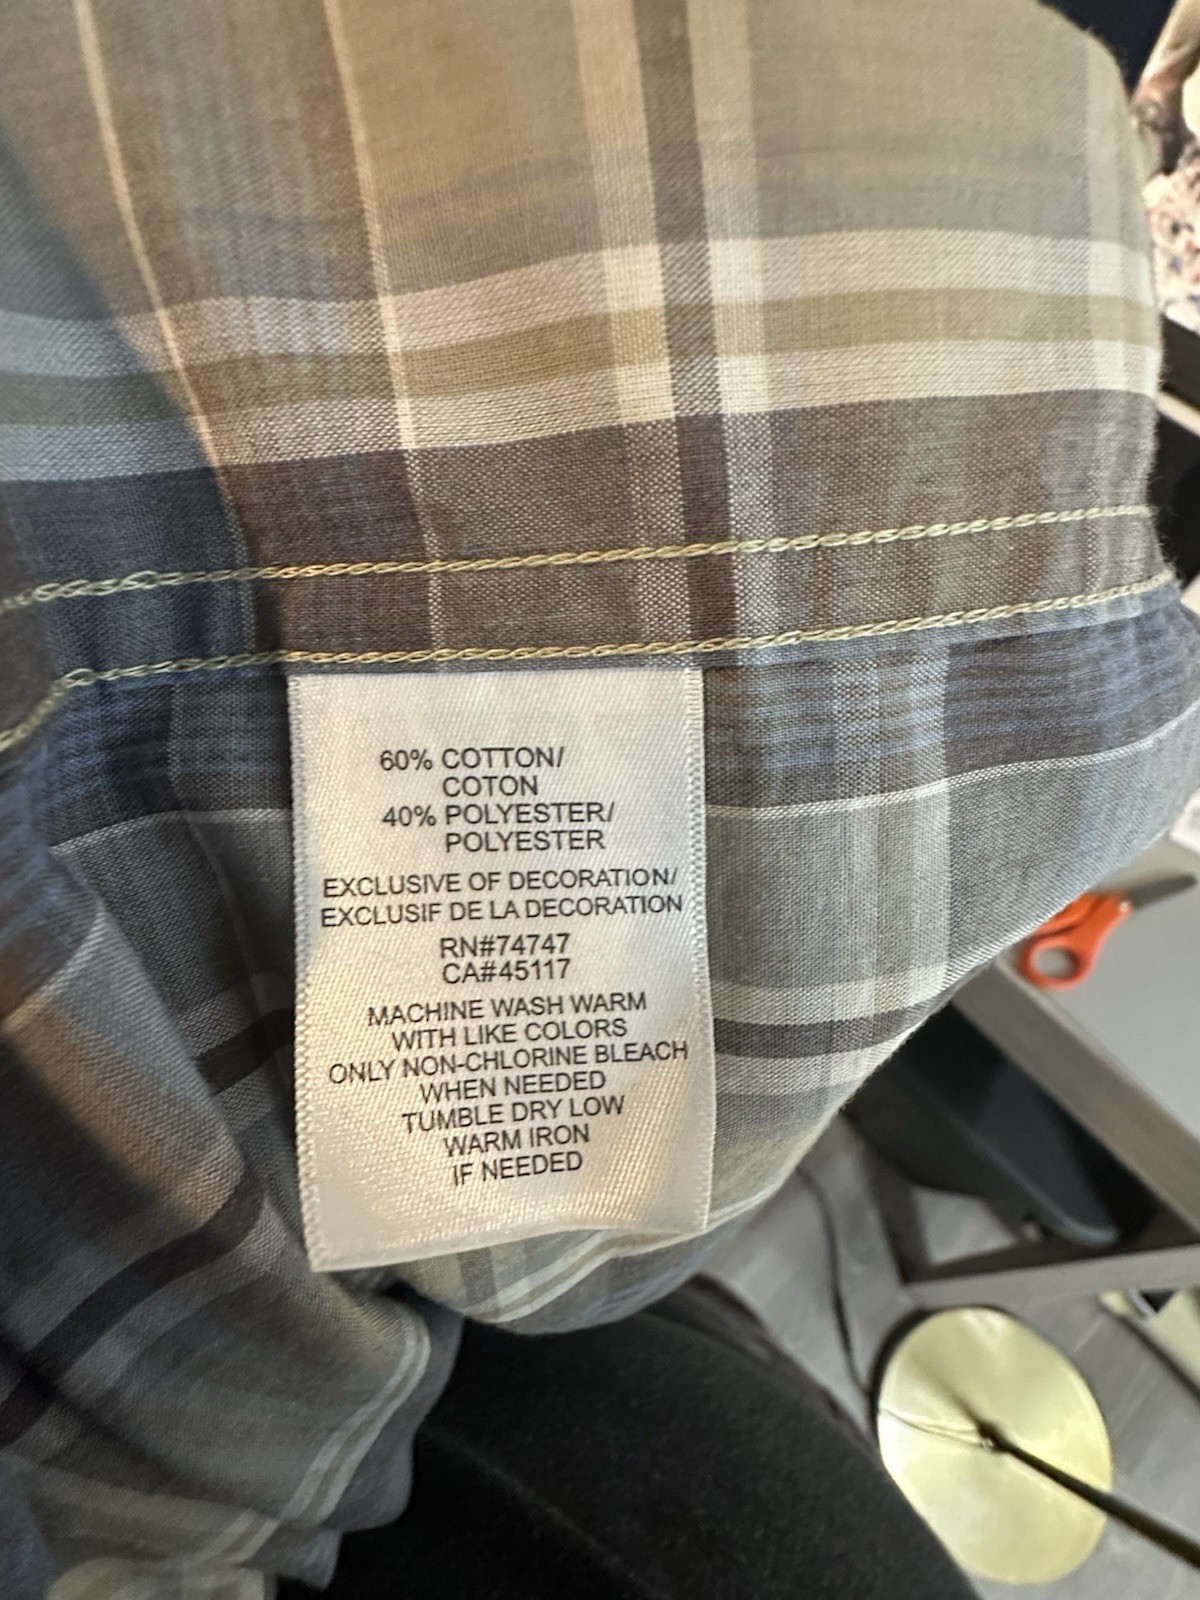 60% COTTON/
COTON
40% POLYESTER/
POLYESTER
EXCLUSIVE OF DECORATION/
EXCLUSIF DE LA DECORATION
RN#74747
CA#45117
MACHINE WASH WARM
WITH LIKE COLORS
ONLY NON-CHLORINE BLEACH
WHEN NEEDED
TUMBLE DRY LOW
WARM IRON
IF NEEDED